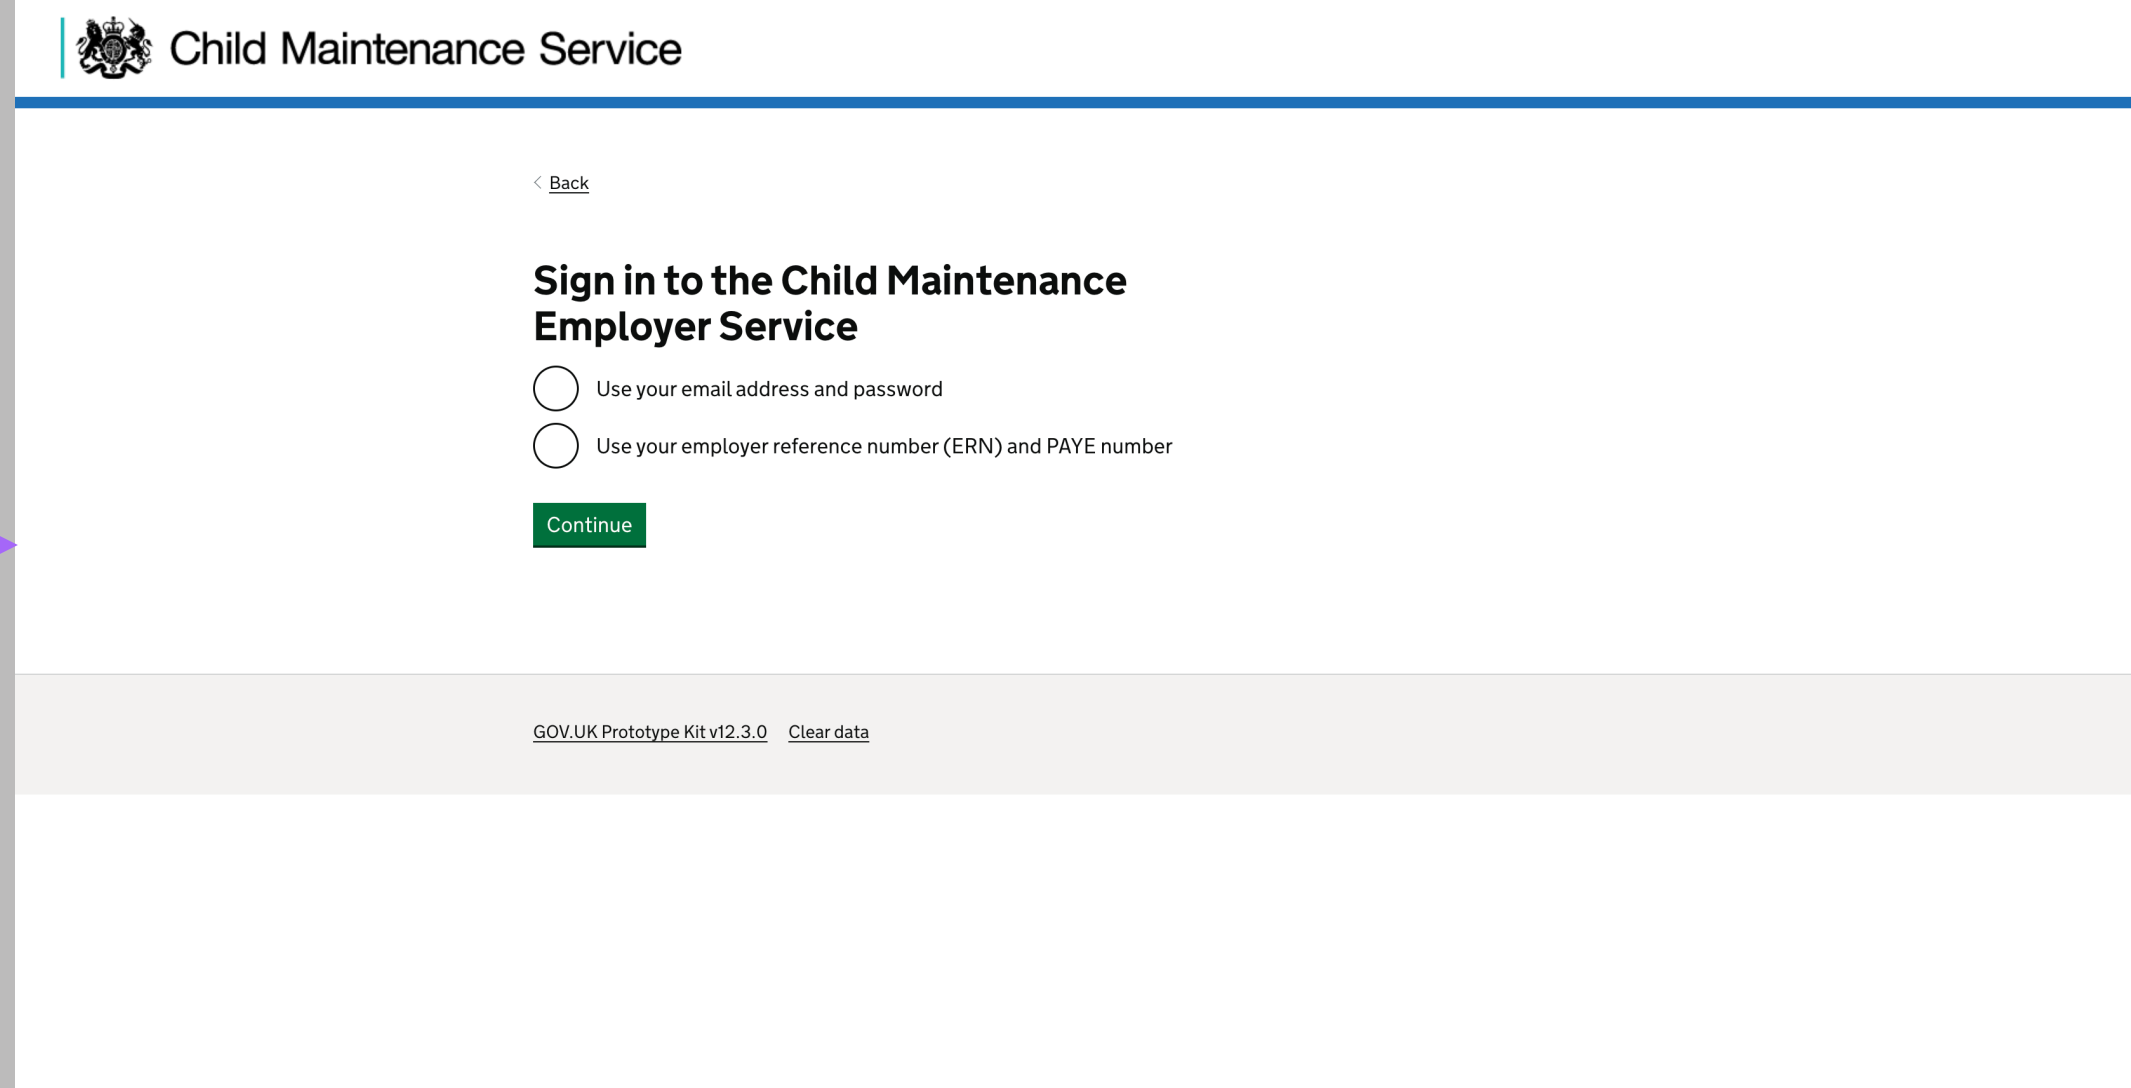 Child Maintenance Service
Back
Sign in to the Child Maintenance
Employer Service
Use your email address and password
Use your employer reference number (ERN) and PAYE number
Continue
GOV.UK Prototype Kit v12.3.0 Clear data